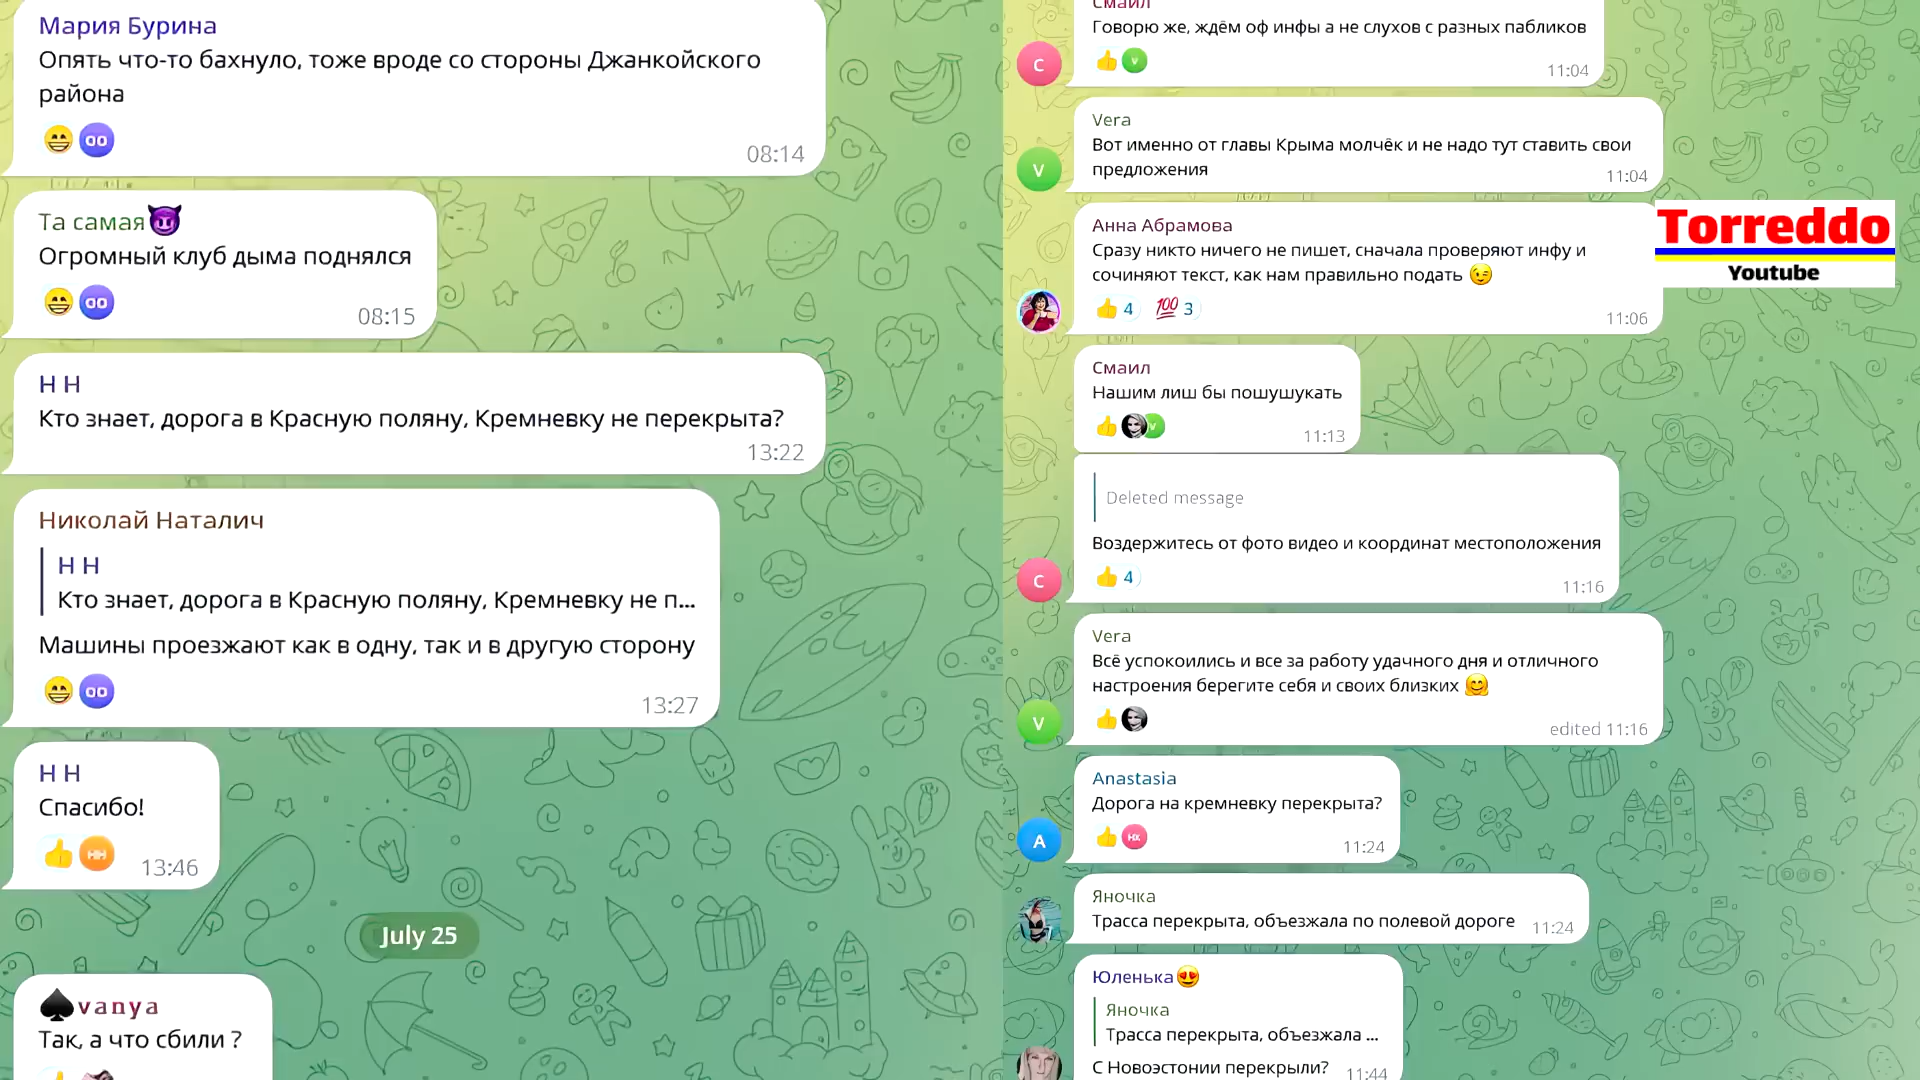 Мария Бурина
Опять что-то бахнуло, тоже вроде со стороны Джанкойского
района
08:14
Та самая😈
Огромный клуб дыма поднялся
08:15
Н Н
Кто знает, дорога в Красную поляну, Кремневку не перекрыта?
13:22
Николай Наталич
Н Н
Кто знает, дорога в Красную поляну, Кремневку не п...
Машины проезжают как в одну, так и в другую сторону
13:27
Н Н
Спасибо!
13:46
July 25
♠vanya
Так, а что сбили ?
Смаил
Говорю же, ждём оф инфы а не слухов с разных пабликов
С
V
11:04
Vera
Вот именно от главы Крыма молчёк и не надо тут ставить свои
предложения
V
11:04
Анна Абрамова
Сразу никто ничего не пишет, сначала проверяют инфу и
сочиняют текст, как нам правильно подать 😉
👍 4 💯 3
11:06
Смаил
Нашим лиш бы пошушукать
V
11:13
Deleted message
Воздержитесь от фото видео и координат местоположения
С
👍 4
11:16
Vera
Всё успокоились и все за работу удачного дня и отличного
настроения берегите себя и своих близких 🤗
V
edited 11:16
Anastasia
Дорога на кремневку перекрыта?
A
НХ
11:24
Яночка
Трасса перекрыта, объезжала по полевой дороге
11:24
Юленька😍
Яночка
Трасса перекрыта, объезжала ...
С Новоэстонии перекрыли?
11:44
Torreddo
Youtube